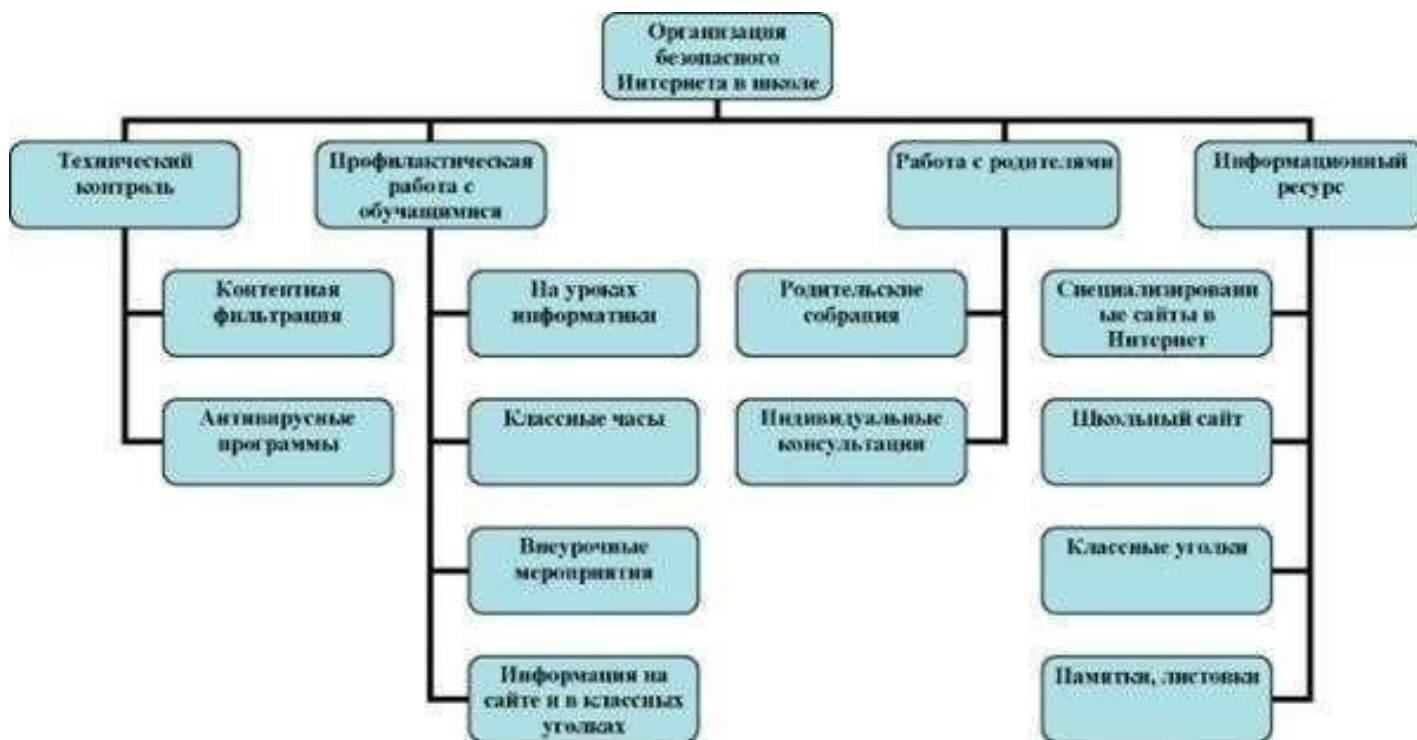 Организация
безопасного
Интернета в школе
Технический
контроль
Профилактическая
работа с
обучащимися
Работа с родителями
Информационный
ресурс
Контентная
фильтрация
Антивирусные
программы
На уроках
информатики
Классные часы
Внеурочные
мероприятия
Информация на
сайте и в классных
уголках
Родительские
собрания
Индивидуальные
консультации
Специализированн
ые сайты в
Интернет
Школьный сайт
Классные уголки
Памятки, листовки